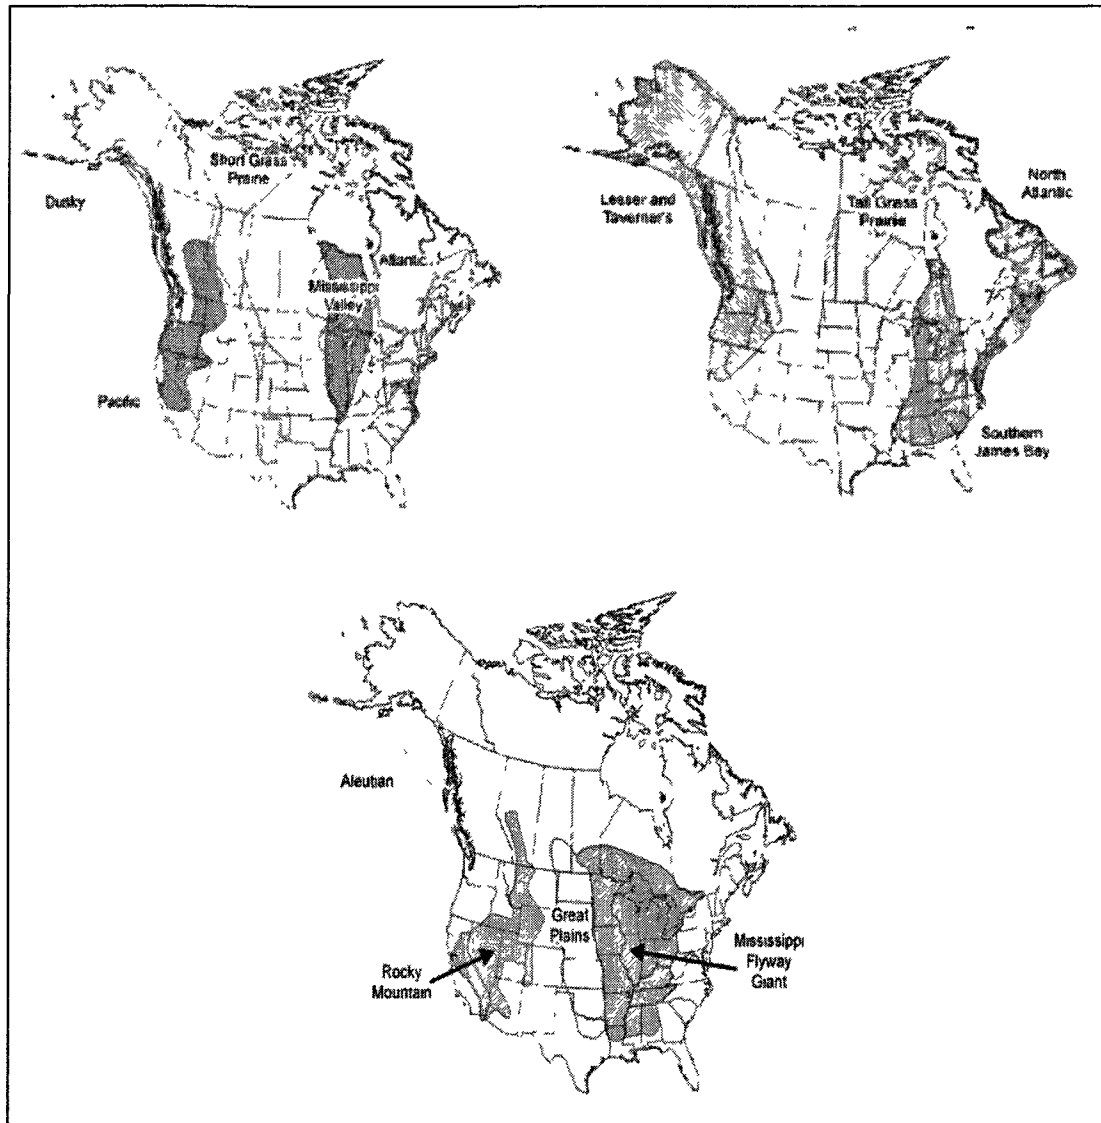 Short Grass
Prairie
Dusky
Atlantic
Mississippi
Valley
Pacific
North
Atlantic
Lesser and
Taverner's
Tall Grass
Prairie
Southern
James Bay
Aleutian
Great
Plains
Rocky
Mountain
Mississippi
Flyway
Giant